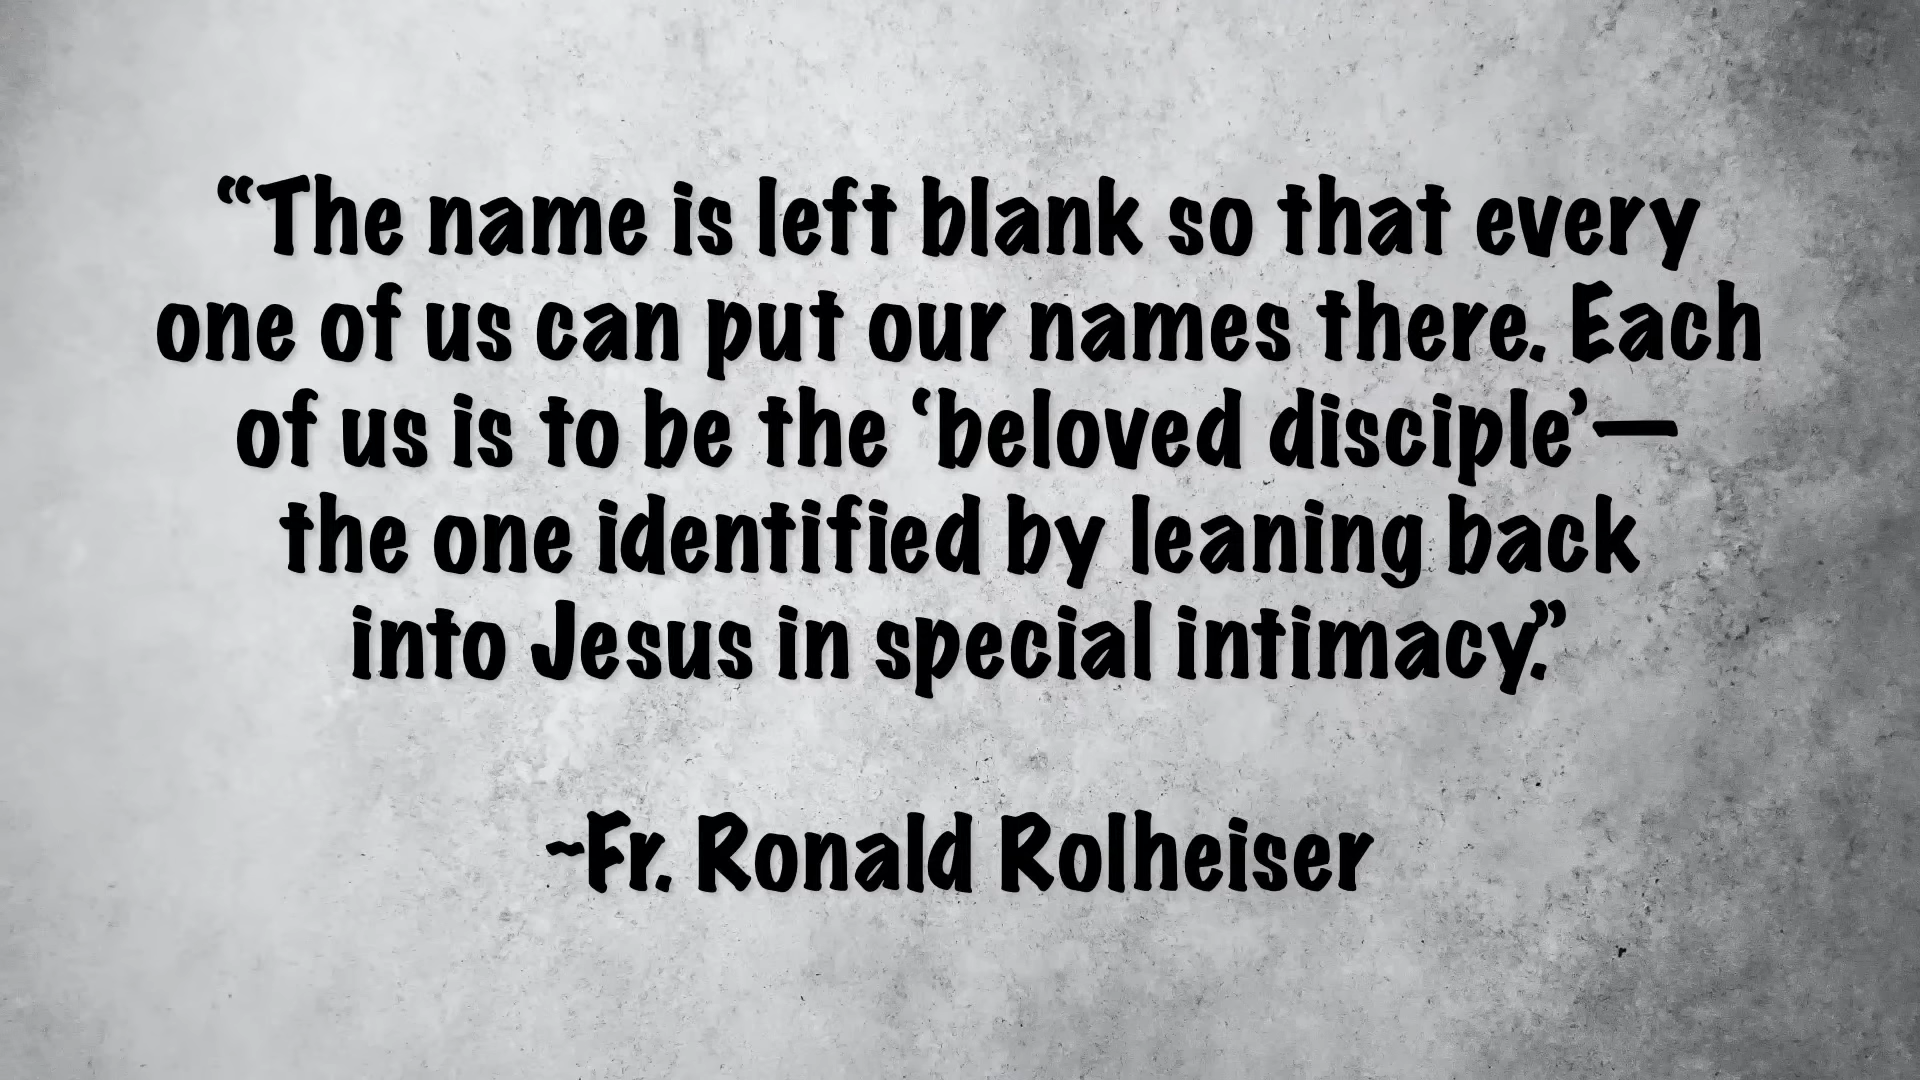 “The name is left blank so that every
one of us can put our names there. Each
of us is to be the ‘beloved disciple’—
the one identified by leaning back
into Jesus in special intimacy.”
~Fr. Ronald Rolheiser